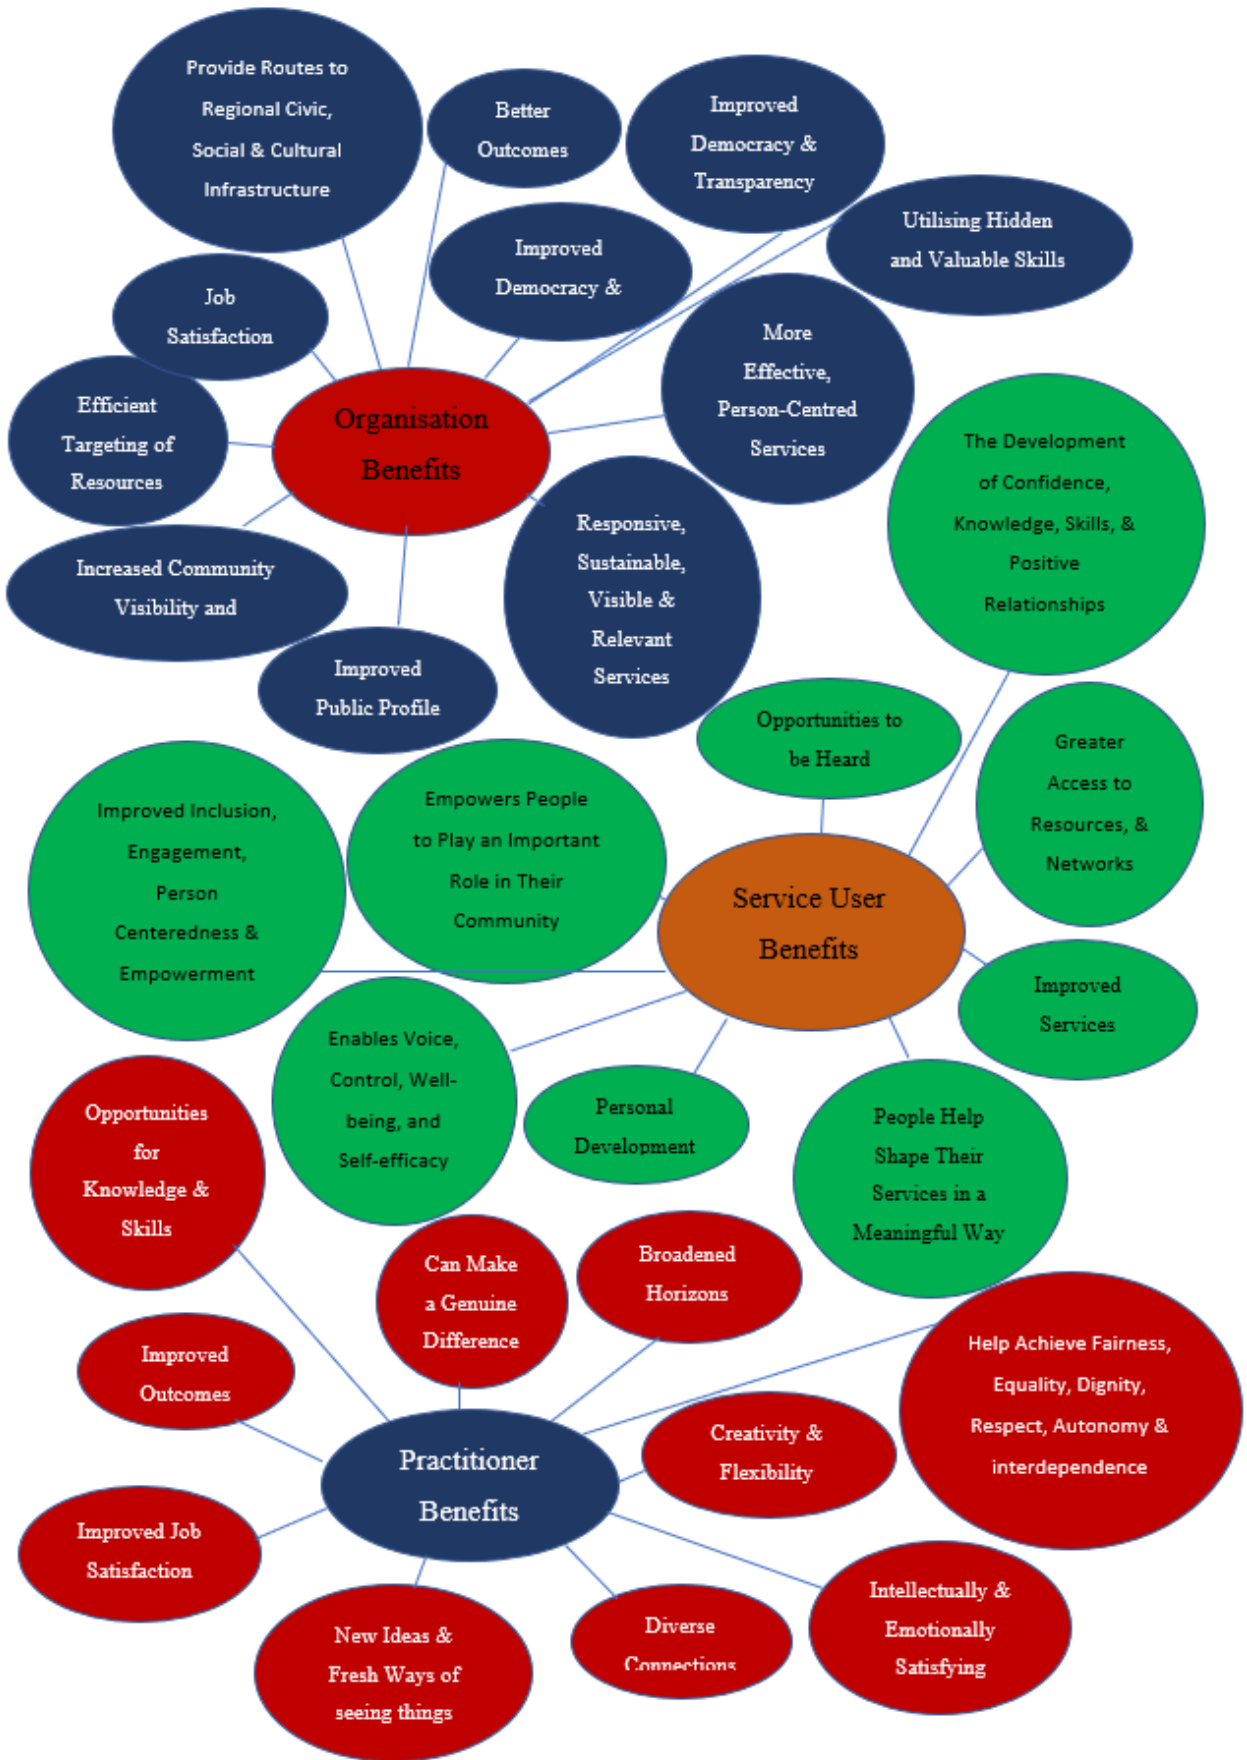 Provide Routes to
Regional Civic,
Social & Cultural
Infrastructure
Better
Outcomes
Improved
Democracy &
Transparency
Utilising Hidden
and Valuable Skills
Improved
Democracy &
Job
Satisfaction
More
Effective,
Person-Centred
Services
Efficient
Targeting of
Resources
Organisation
Benefits
Increased Community
Visibility and
Improved
Public Profile
Responsive,
Sustainable,
Visible &
Relevant
Services
The Development
of Confidence,
Knowledge, Skills, &
Positive
Relationships
Opportunities to
be Heard
Greater
Access to
Resources, &
Networks
Improved Inclusion,
Engagement,
Person
Centeredness &
Empowerment
Empowers People
to Play an Important
Role in Their
Community
Service User
Benefits
Improved
Services
Enables Voice,
Control, Well-
being, and
Self-efficacy
Personal
Development
People Help
Shape Their
Services in a
Meaningful Way
Opportunities
for
Knowledge &
Skills
Can Make
a Genuine
Difference
Broadened
Horizons
Help Achieve Fairness,
Equality, Dignity,
Respect, Autonomy &
interdependence
Improved
Outcomes
Creativity &
Flexibility
Practitioner
Benefits
Improved Job
Satisfaction
New Ideas &
Fresh Ways of
seeing things
Diverse
Connections
Intellectually &
Emotionally
Satisfying